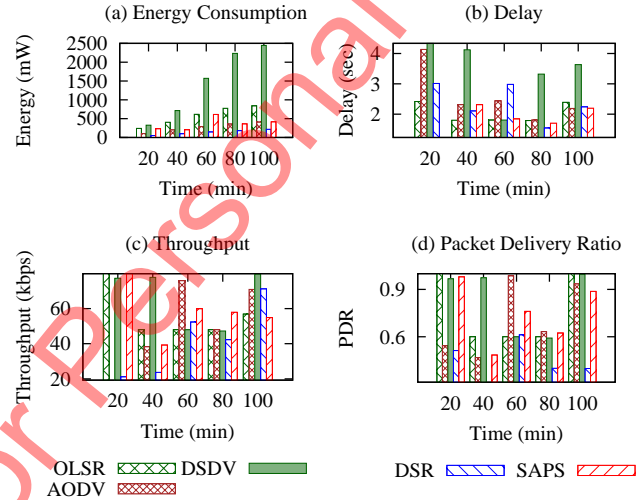 (a) Energy Consumption
(b) Delay
Energy (mW)
2500
2000
1500
1000
500
0
20 40 60 80 100
Time (min)
Delay (sec)
4
3
2
20 40 60 80 100
Time (min)
(c) Throughput
(d) Packet Delivery Ratio
Throughput (kbps)
60
40
20
20 40 60 80 100
Time (min)
PDR
0.9
0.6
20 40 60 80 100
Time (min)
OLSR DSDV DSR SAPS
AODV
or Personal